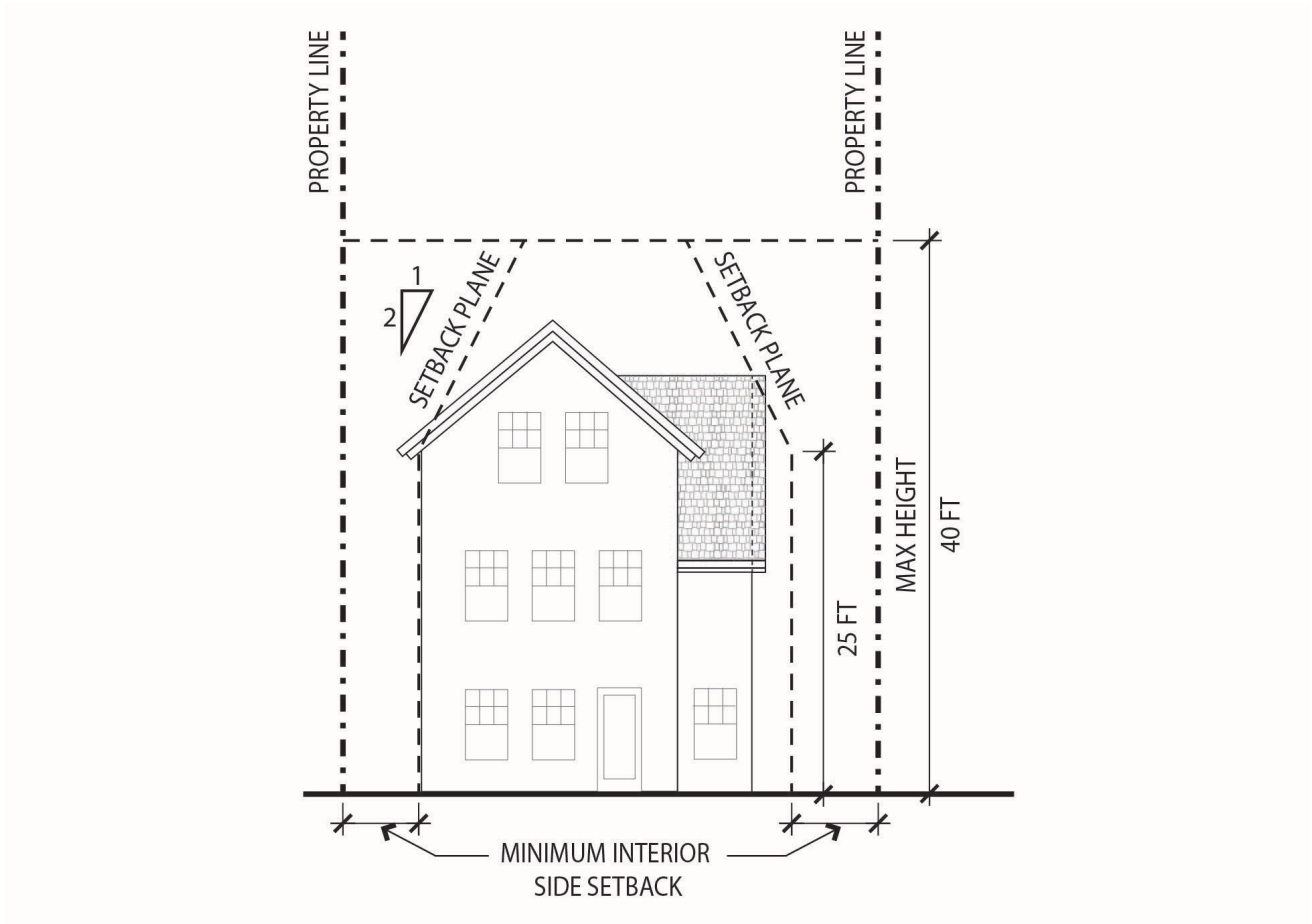 PROPERTY LINE
PROPERTY LINE
SETBACK PLANE
SETBACK PLANE
1
2
MAX HEIGHT
40 FT
25 FT
MINIMUM INTERIOR
SIDE SETBACK